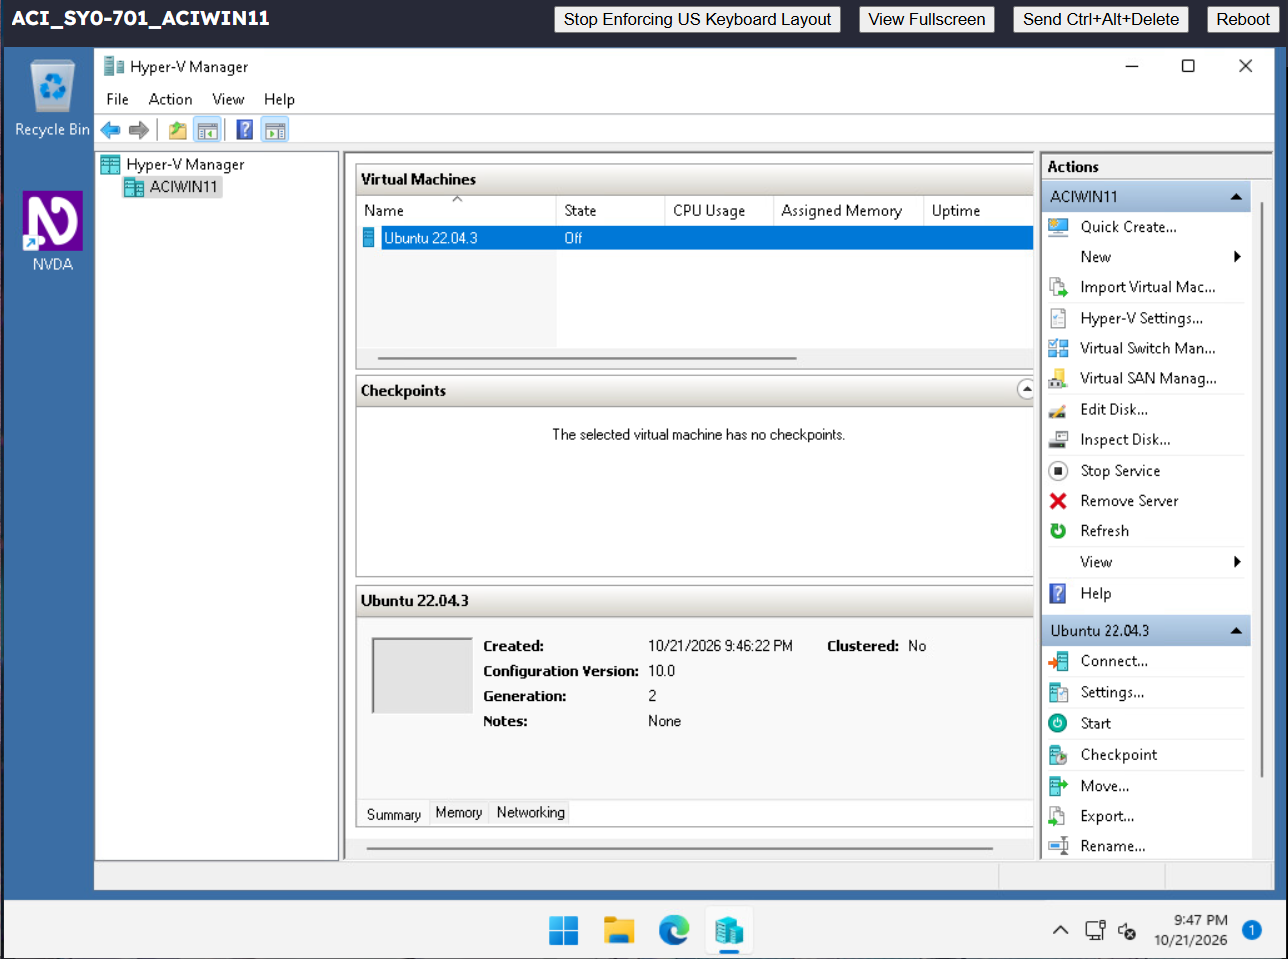 ACI_SY0-701_ACIWIN11
Stop Enforcing US Keyboard Layout
View Fullscreen
Send Ctrl+Alt+Delete
Reboot
Recycle Bin
NVDA
Hyper-V Manager
File Action View Help
Hyper-V Manager
ACIWIN11
Virtual Machines
Name State CPU Usage Assigned Memory Uptime
Ubuntu 22.04.3 Off
Checkpoints
The selected virtual machine has no checkpoints.
Ubuntu 22.04.3
Created: 10/21/2026 9:46:22 PM Clustered: No
Configuration Version: 10.0
Generation: 2
Notes: None
Summary Memory Networking
Actions
ACIWIN11
Quick Create...
New
Import Virtual Mac...
Hyper-V Settings...
Virtual Switch Man...
Virtual SAN Manag...
Edit Disk...
Inspect Disk...
Stop Service
Remove Server
Refresh
View
Help
Ubuntu 22.04.3
Connect...
Settings...
Start
Checkpoint
Move...
Export...
Rename...
9:47 PM
10/21/2026
1